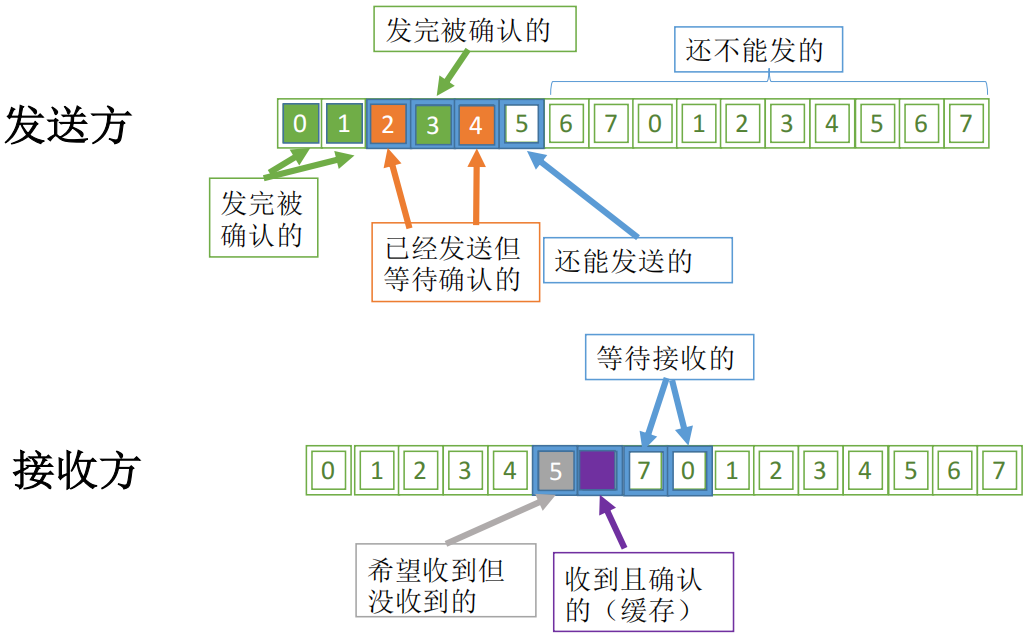 发完被确认的
还不能发的
发送方
0 1 2 3 4 5 6 7 0 1 2 3 4 5 6 7
发完被
确认的
已经发送但
等待确认的
还能发送的
等待接收的
接收方
0 1 2 3 4 5 7 0 1 2 3 4 5 6 7
希望收到但
没收到的
收到且确认
的（缓存）